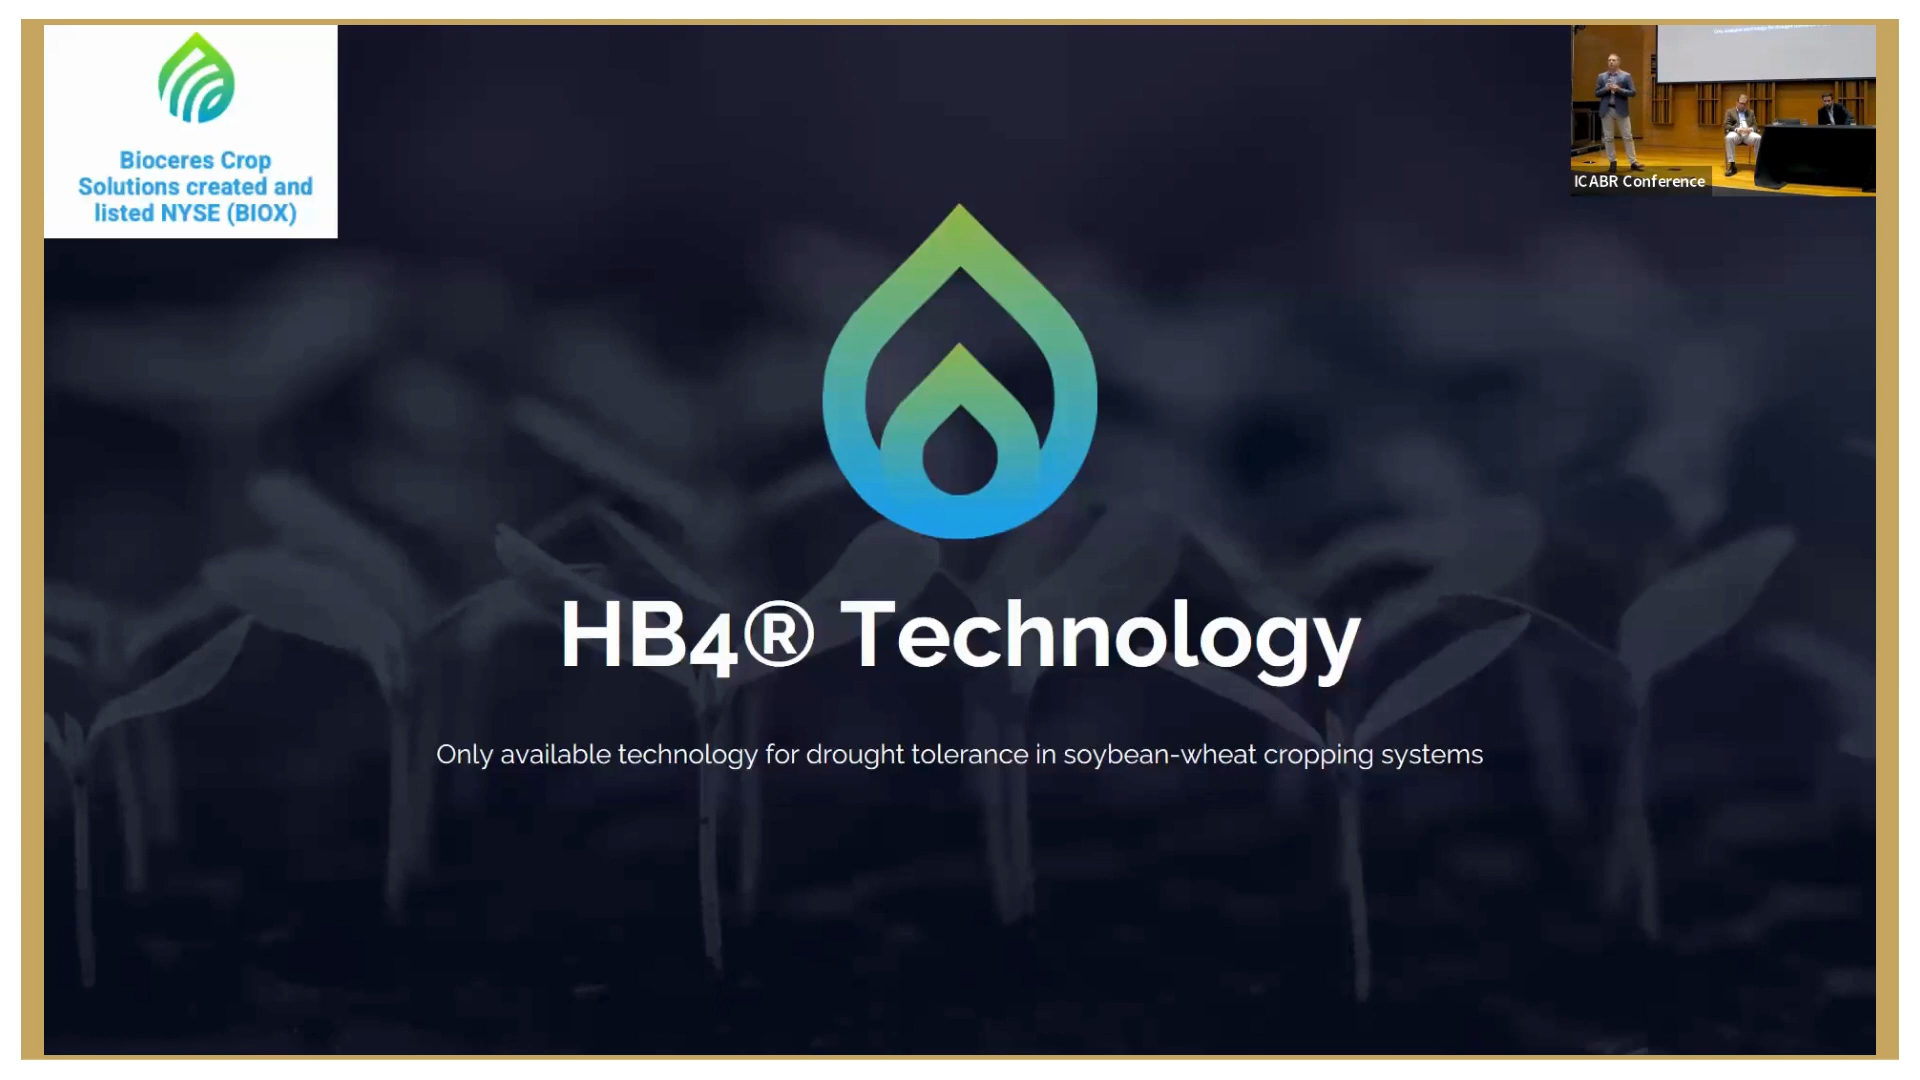 Bioceres Crop
Solutions created and
listed NYSE (BIOX)
ICABR Conference
HB4® Technology
Only available technology for drought tolerance in soybean-wheat cropping systems